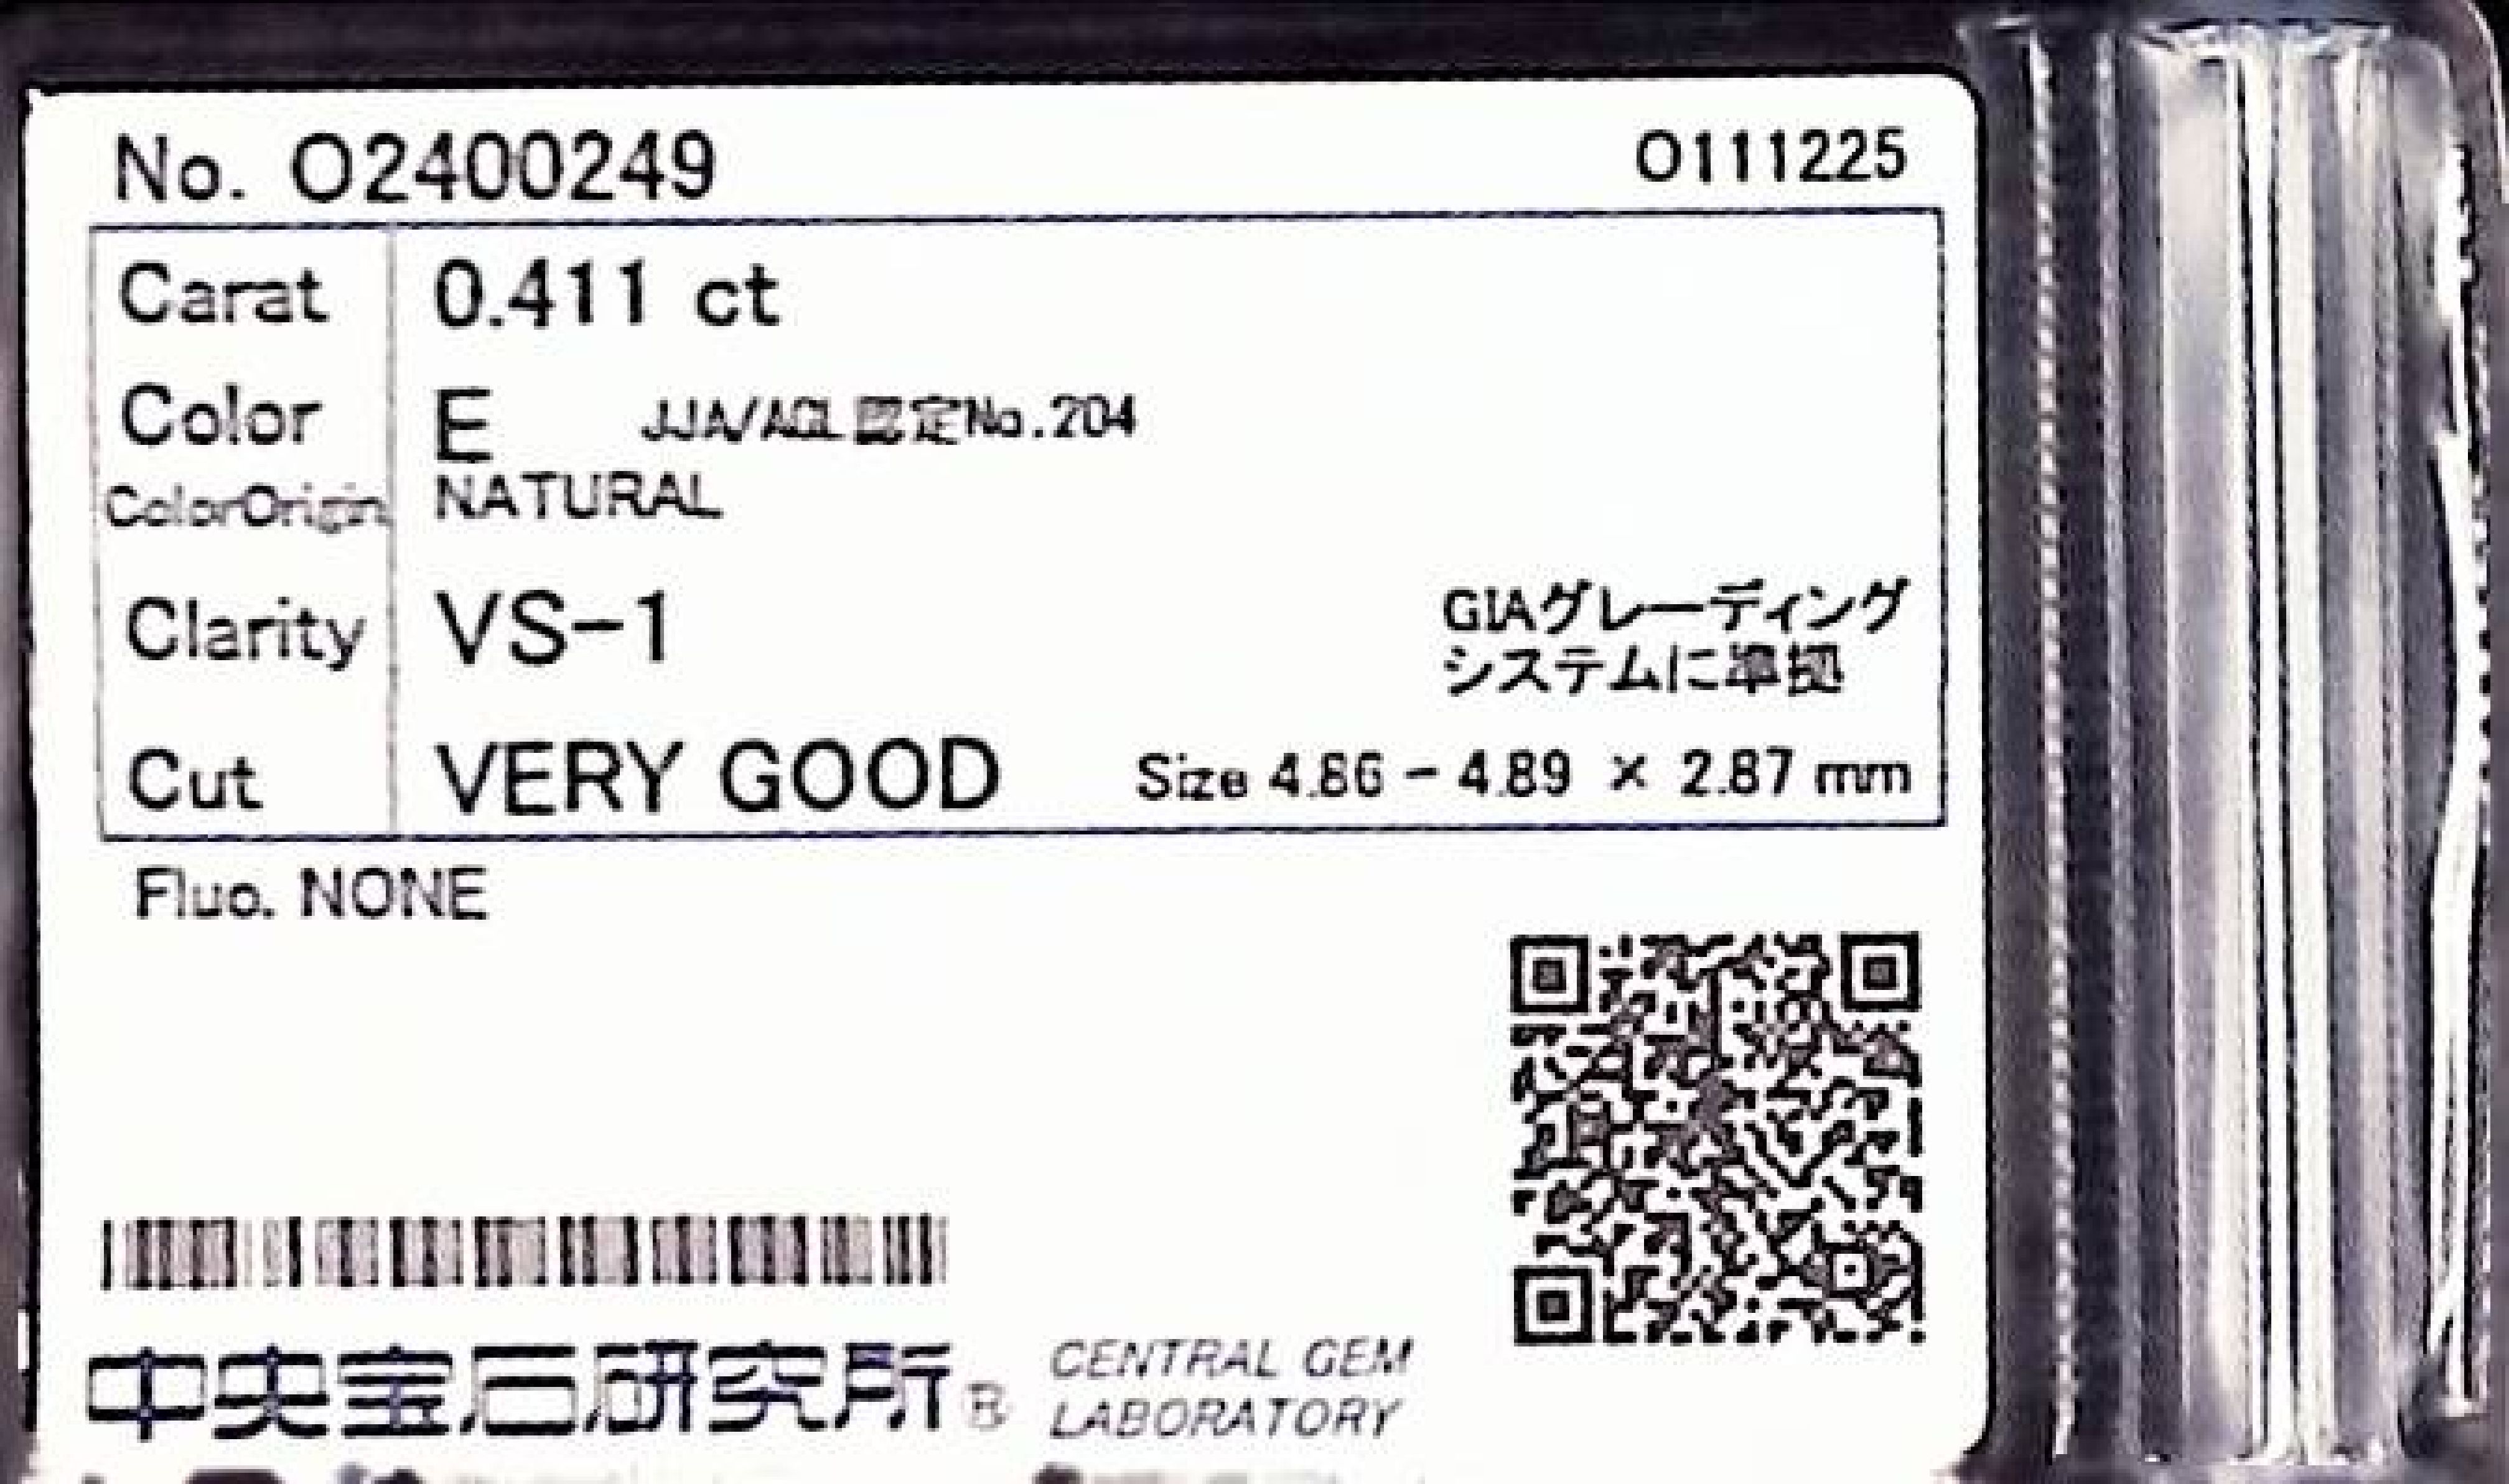 No. O2400249 O111225
Carat 0.411 ct
Color E JJA/AGL認定No.204
ColorOrigin NATURAL
Clarity VS-1
GIAグレーディング
システムに準拠
Cut VERY GOOD Size 4.86 - 4.89 × 2.87 mm
Fluo. NONE
中央宝石研究所® CENTRAL GEM
LABORATORY